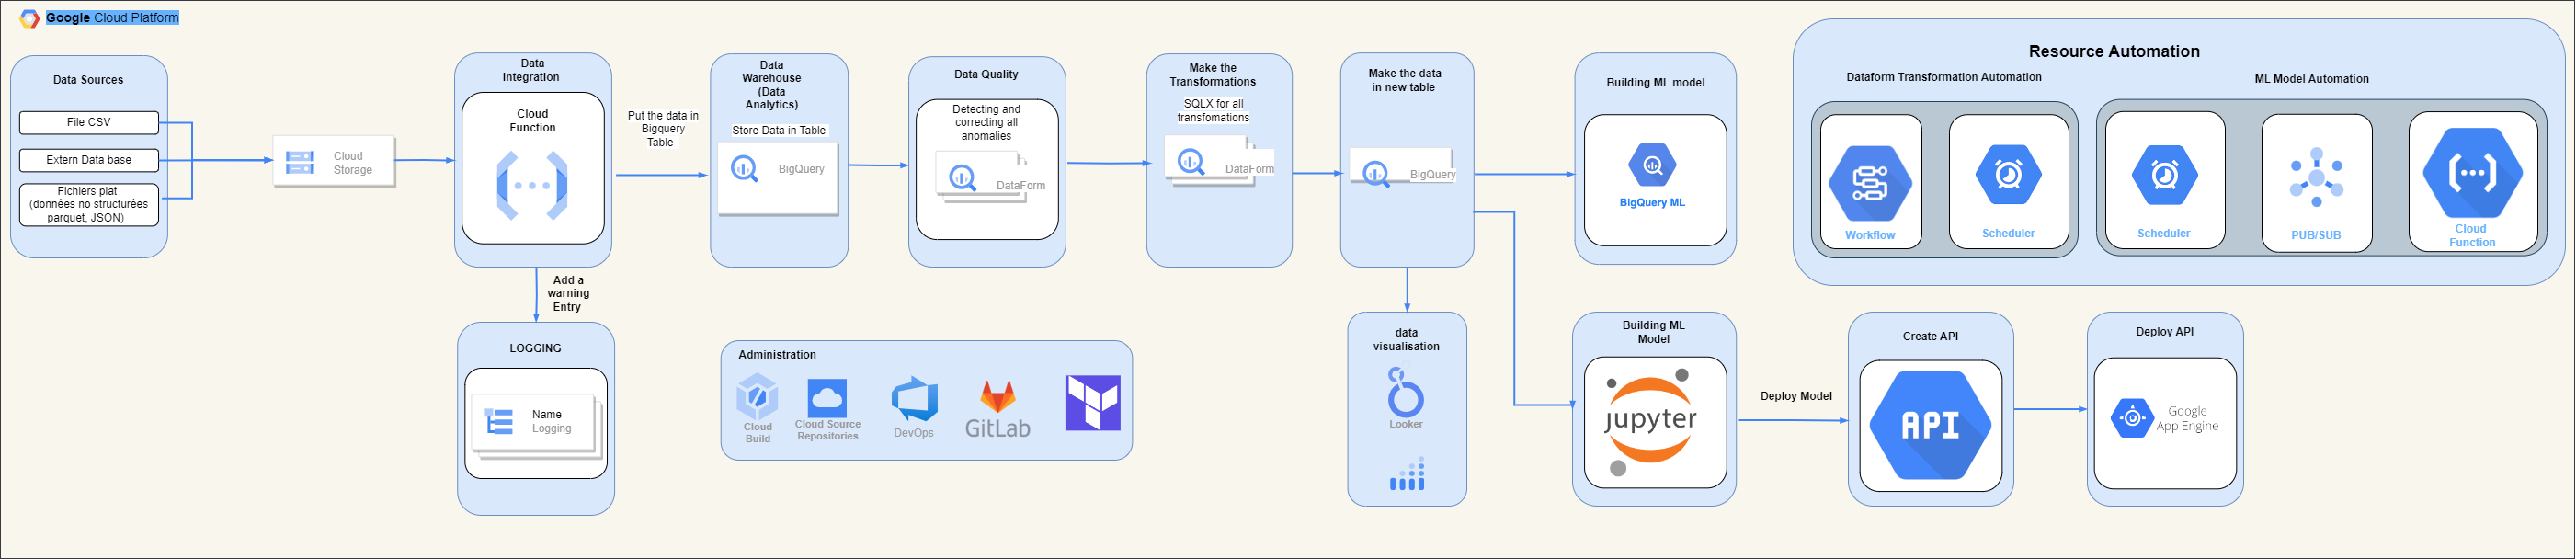 Google Cloud Platform
Data Sources
File CSV
Extern Data base
Fichiers plat
(données no structurées
parquet, JSON)
Cloud
Storage
Data
Integration
Cloud
Function
Add a
warning
Entry
LOGGING
Name
Logging
Put the data in
Bigquery
Table
Data
Warehouse
(Data
Analytics)
Store Data in Table
BigQuery
Data Quality
Detecting and
correcting all
anomalies
DataForm
Make the
Transformations
SQLX for all
transfomations
DataForm
Make the data
in new table
BigQuery
Building ML model
BigQuery ML
Resource Automation
Dataform Transformation Automation
Workflow
Scheduler
ML Model Automation
Scheduler
PUB/SUB
Cloud
Function
Administration
Cloud
Build
Cloud Source
Repositories
DevOps
GitLab
data
visualisation
Looker
Building ML
Model
jupyter
Deploy Model
Create API
API
Deploy API
Google
App Engine